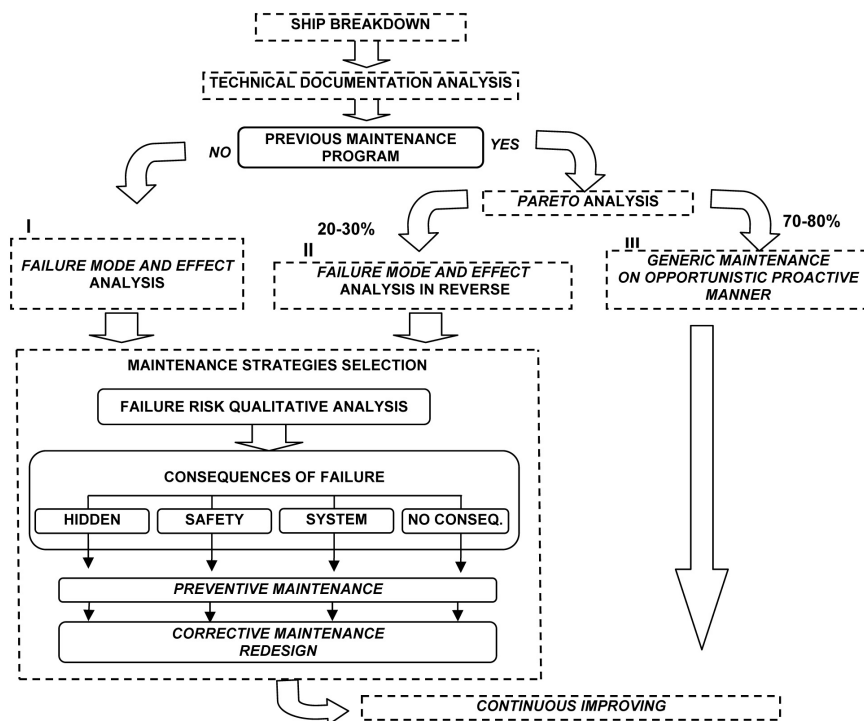 SHIP BREAKDOWN
TECHNICAL DOCUMENTATION ANALYSIS
NO
PREVIOUS MAINTENANCE
PROGRAM
YES
PARETO ANALYSIS
20-30%
70-80%
I
FAILURE MODE AND EFFECT
ANALYSIS
II
FAILURE MODE AND EFFECT
ANALYSIS IN REVERSE
III
GENERIC MAINTENANCE
ON OPPORTUNISTIC PROACTIVE
MANNER
MAINTENANCE STRATEGIES SELECTION
FAILURE RISK QUALITATIVE ANALYSIS
CONSEQUENCES OF FAILURE
HIDDEN
SAFETY
SYSTEM
NO CONSEQ.
PREVENTIVE MAINTENANCE
CORRECTIVE MAINTENANCE
REDESIGN
CONTINUOUS IMPROVING